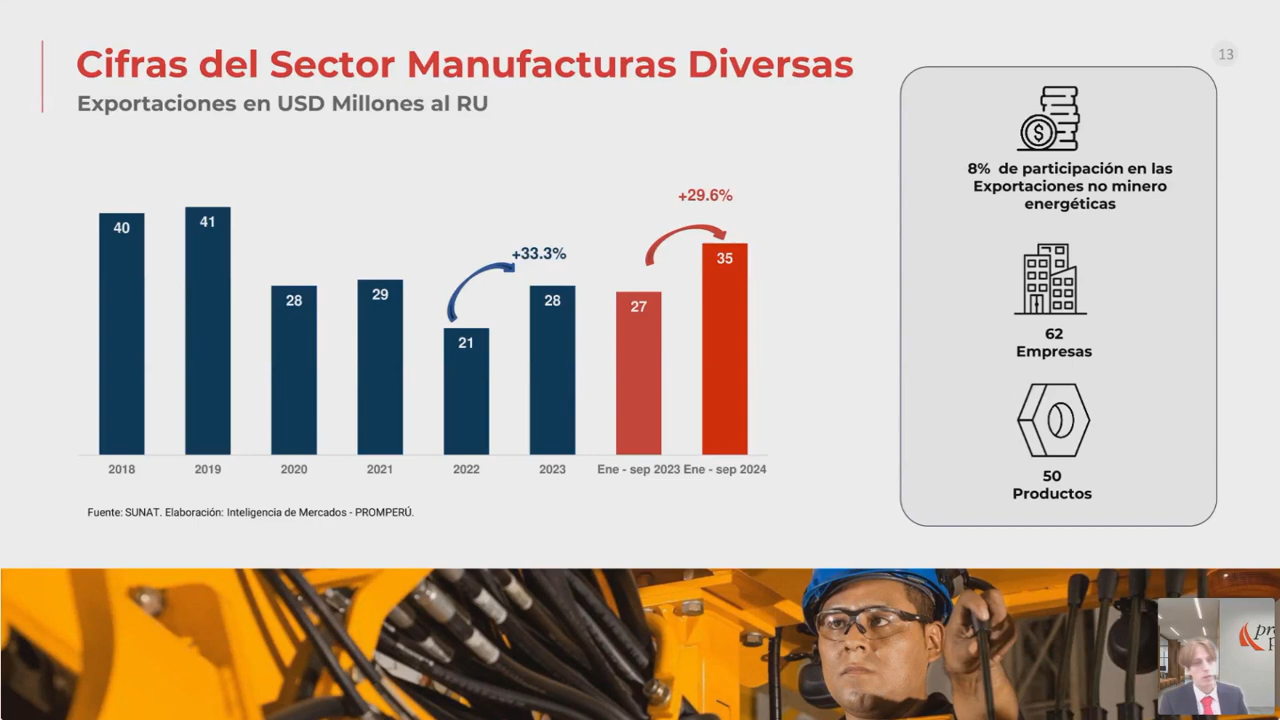 Cifras del Sector Manufacturas Diversas
Exportaciones en USD Millones al RU
13
40
41
28
29
21
+33.3%
28
27
+29.6%
35
2018
2019
2020
2021
2022
2023
Ene - sep 2023
Ene - sep 2024
Fuente: SUNAT. Elaboración: Inteligencia de Mercados - PROMPERÚ.
8% de participación en las
Exportaciones no minero
energéticas
62
Empresas
50
Productos